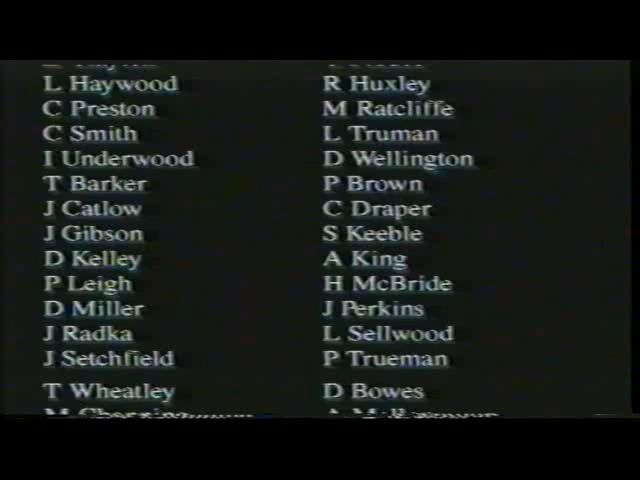 L Haywood R Huxley
C Preston M Ratcliffe
C Smith L Truman
I Underwood D Wellington
T Barker P Brown
J Catlow C Draper
J Gibson S Keeble
D Kelley A King
P Leigh H McBride
D Miller J Perkins
J Radka L Sellwood
J Setchfield P Trueman
T Wheatley D Bowes